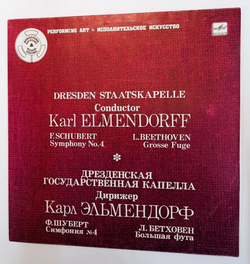 PERFORMING ART • ИСПОЛНИТЕЛЬСКОЕ ИСКУССТВО
DRESDEN STAATSKAPELLE
Conductor
Karl ELMENDORFF
F. SCHUBERT L. BEETHOVEN
Symphony No. 4 Grosse Fuge
*
ДРЕЗДЕНСКАЯ
ГОСУДАРСТВЕННАЯ КАПЕЛЛА
Дирижер
Карл ЭЛЬМЕНДОРФ
Ф. ШУБЕРТ Л. БЕТХОВЕН
Симфония №4 Большая фуга